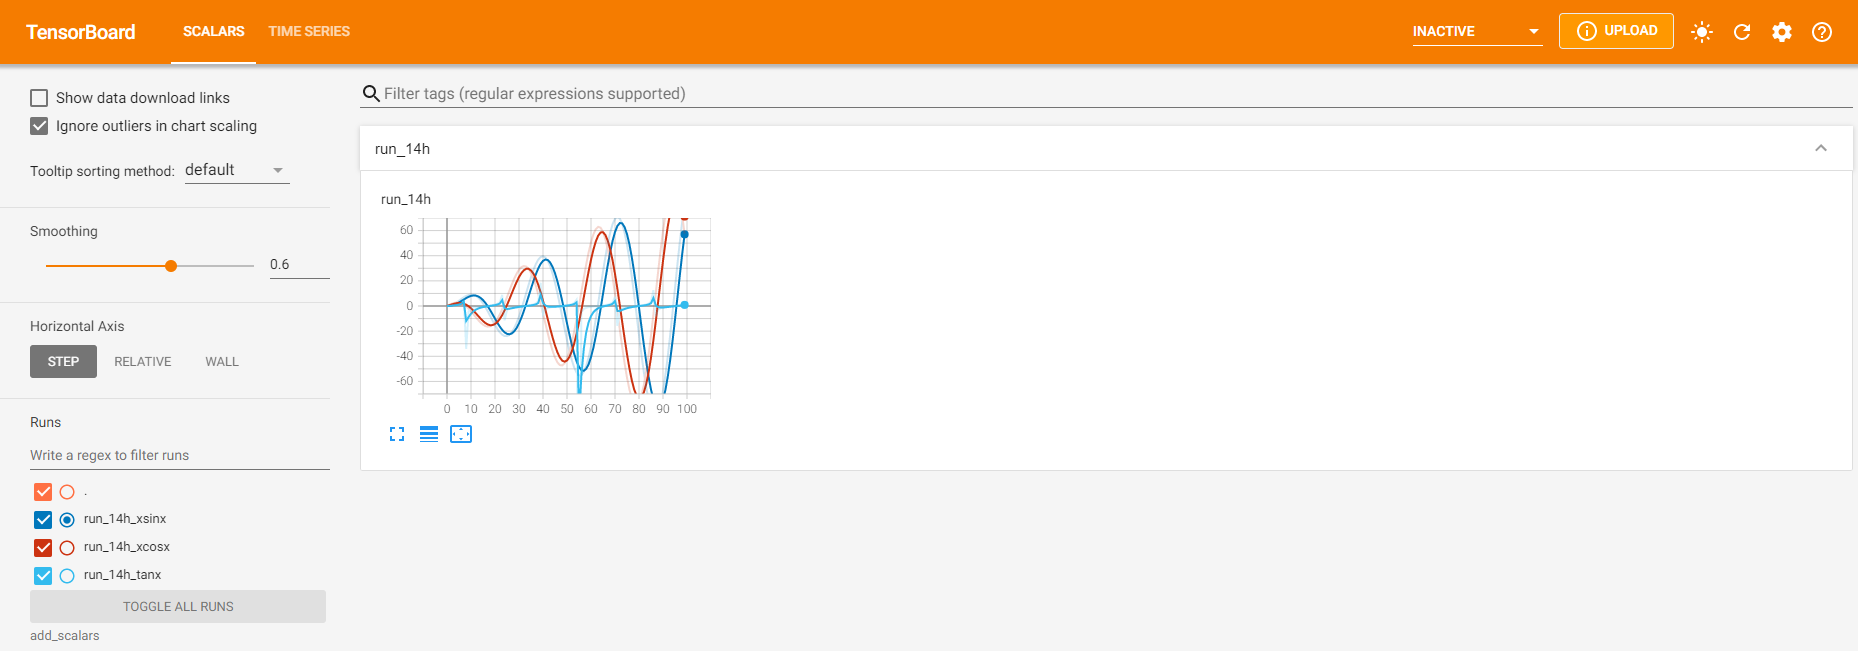 TensorBoard SCALARS TIME SERIES INACTIVE UPLOAD
Show data download links
Ignore outliers in chart scaling
Tooltip sorting method: default
Smoothing
0.6
Horizontal Axis
STEP RELATIVE WALL
Runs
Write a regex to filter runs
.
run_14h_xsinx
run_14h_xcosx
run_14h_tanx
TOGGLE ALL RUNS
add_scalars
Filter tags (regular expressions supported)
run_14h
run_14h
60
40
20
0
-20
-40
-60
0 10 20 30 40 50 60 70 80 90 100